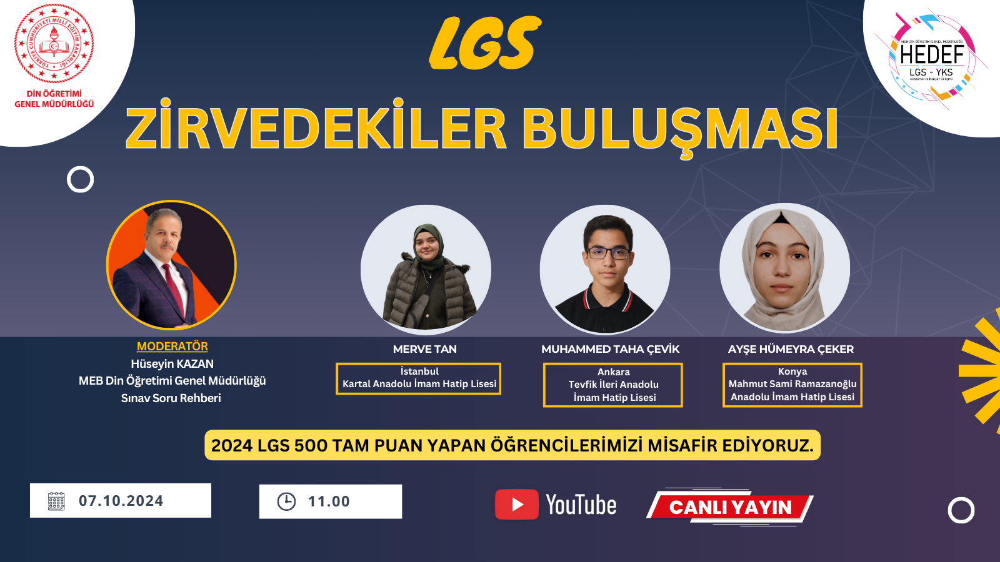 TÜRKİYE CUMHURİYETİ MİLLÎ EĞİTİM BAKANLIĞI
DİN ÖĞRETİMİ
GENEL MÜDÜRLÜĞÜ
LGS
ZİRVEDEKİLER BULUŞMASI
MEB DİN ÖĞRETİMİ GENEL MÜDÜRLÜĞÜ
HEDEF
LGS - YKS
Akademik ve Kariyer Gelişimi
MODERATÖR
Hüseyin KAZAN
MEB Din Öğretimi Genel Müdürlüğü
Sınav Soru Rehberi
MERVE TAN
İstanbul
Kartal Anadolu İmam Hatip Lisesi
MUHAMMED TAHA ÇEVİK
Ankara
Tevfik İleri Anadolu
İmam Hatip Lisesi
AYŞE HÜMEYRA ÇEKER
Konya
Mahmut Sami Ramazanoğlu
Anadolu İmam Hatip Lisesi
2024 LGS 500 TAM PUAN YAPAN ÖĞRENCİLERİMİZİ MİSAFİR EDİYORUZ.
07.10.2024
11.00
YouTube
CANLI YAYIN